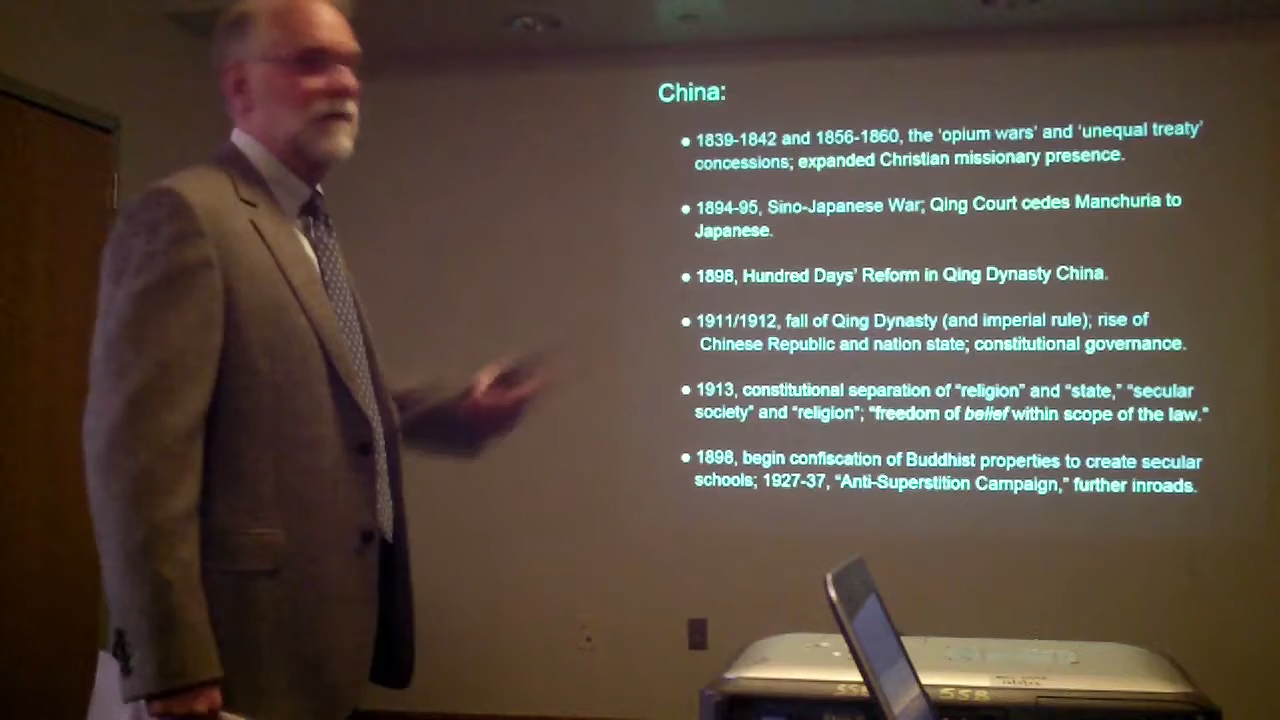 China:
• 1839-1842 and 1856-1860, the 'opium wars' and 'unequal treaty'
concessions; expanded Christian missionary presence.
• 1894-95, Sino-Japanese War; Qing Court cedes Manchuria to
Japanese.
• 1898, Hundred Days' Reform in Qing Dynasty China.
• 1911/1912, fall of Qing Dynasty (and imperial rule); rise of
Chinese Republic and nation state; constitutional governance.
• 1913, constitutional separation of "religion" and "state," "secular
society" and "religion"; "freedom of belief within scope of the law."
• 1898, begin confiscation of Buddhist properties to create secular
schools; 1927-37, "Anti-Superstition Campaign," further inroads.
SSB